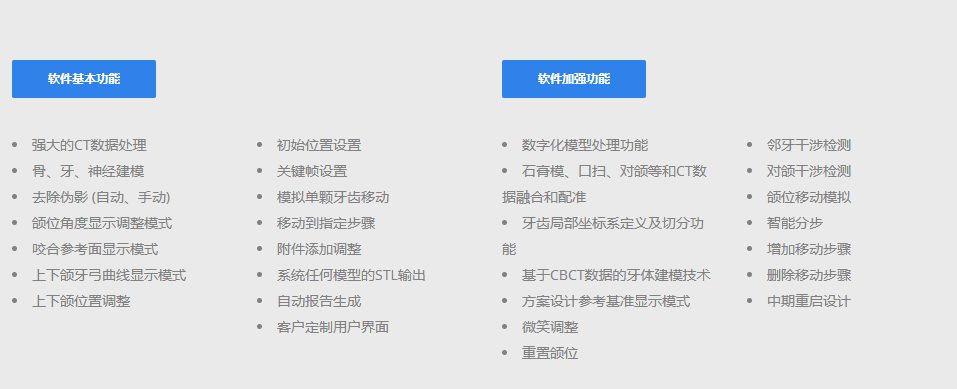 软件基本功能
强大的CT数据处理
骨、牙、神经建模
去除伪影 (自动、手动)
颌位角度显示调整模式
咬合参考面显示模式
上下颌牙弓曲线显示模式
上下颌位置调整
初始位置设置
关键帧设置
模拟单颗牙齿移动
移动到指定步骤
附件添加调整
系统任何模型的STL输出
自动报告生成
客户定制用户界面
软件加强功能
数字化模型处理功能
石膏模、口扫、对颌等和CT数
据融合和配准
牙齿局部坐标系定义及切分功
能
基于CBCT数据的牙体建模技术
方案设计参考基准显示模式
微笑调整
重置颌位
邻牙干涉检测
对颌干涉检测
颌位移动模拟
智能分步
增加移动步骤
删除移动步骤
中期重启设计